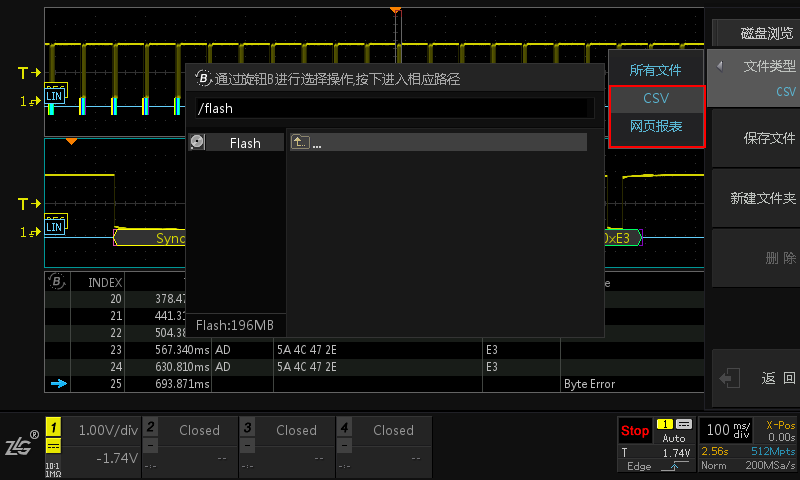 磁盘浏览
文件类型
CSV
保存文件
新建文件夹
删 除
返 回
所有文件
CSV
网页报表
通过旋钮B进行选择操作,按下进入相应路径
/flash
Flash
...
Flash:196MB
T
1
LIN
T
1
LIN
Sync
0xE3
B INDEX
20 378.47
21 441.31
22 504.38
23 567.340ms AD 5A 4C 47 2E E3
24 630.810ms AD 5A 4C 47 2E E3
25 693.871ms Byte Error
ZLG®
1 1.00V/div
-1.74V
10:1
1MΩ
2 Closed
-:-
3 Closed
-:-
4 Closed
-:-
Stop 1 Auto
T 1.74V
Edge
100 ms/div
X-Pos
0.00s
2.56s 512Mpts
Norm 200MSa/s